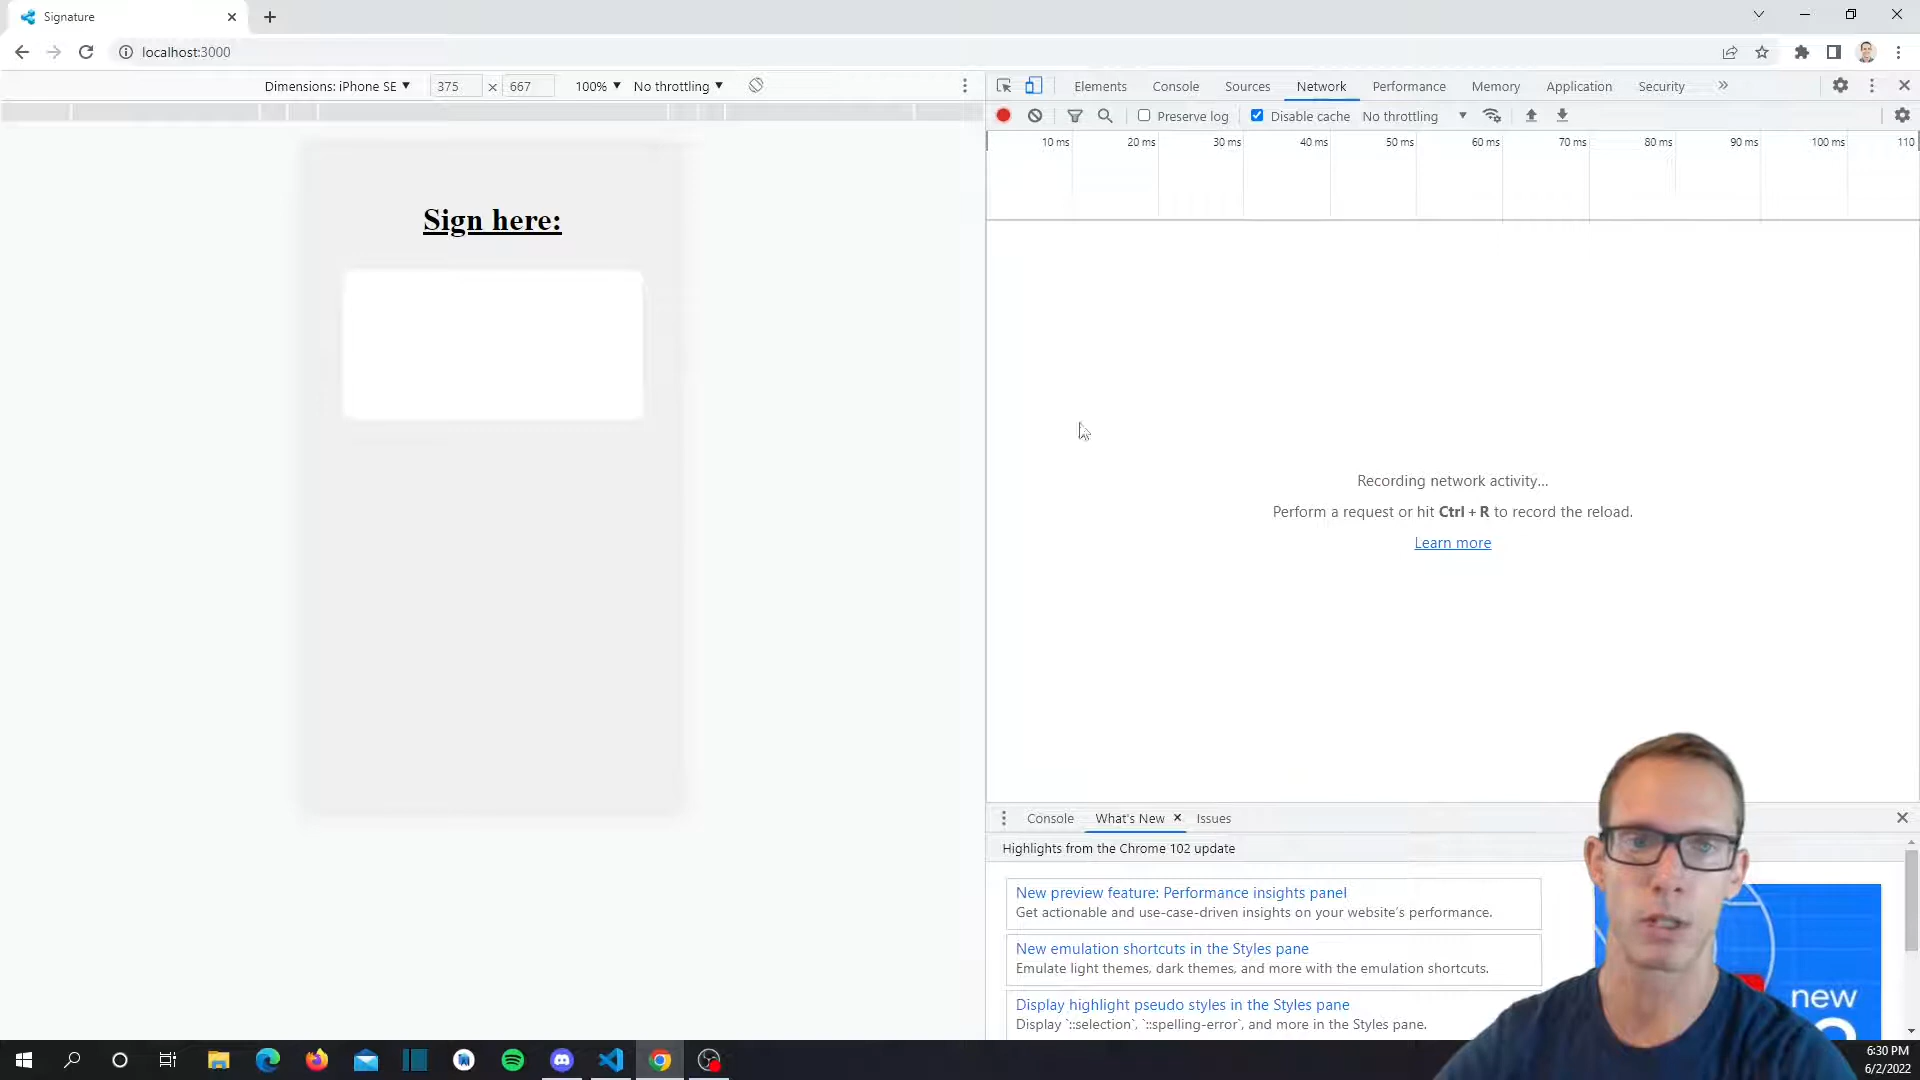 Signature
localhost:3000
Dimensions: iPhone SE 375 x 667 100% No throttling
Elements Console Sources Network Performance Memory Application Security
Preserve log Disable cache No throttling
10 ms 20 ms 30 ms 40 ms 50 ms 60 ms 70 ms 80 ms 90 ms 100 ms 110
Sign here:
Recording network activity...
Perform a request or hit Ctrl + R to record the reload.
Learn more
Console What's New Issues
Highlights from the Chrome 102 update
New preview feature: Performance insights panel
Get actionable and use-case-driven insights on your website's performance.
New emulation shortcuts in the Styles pane
Emulate light themes, dark themes, and more with the emulation shortcuts.
Display highlight pseudo styles in the Styles pane
Display `::selection`, `::spelling-error`, and more in the Styles pane.
new
6:30 PM
6/2/2022